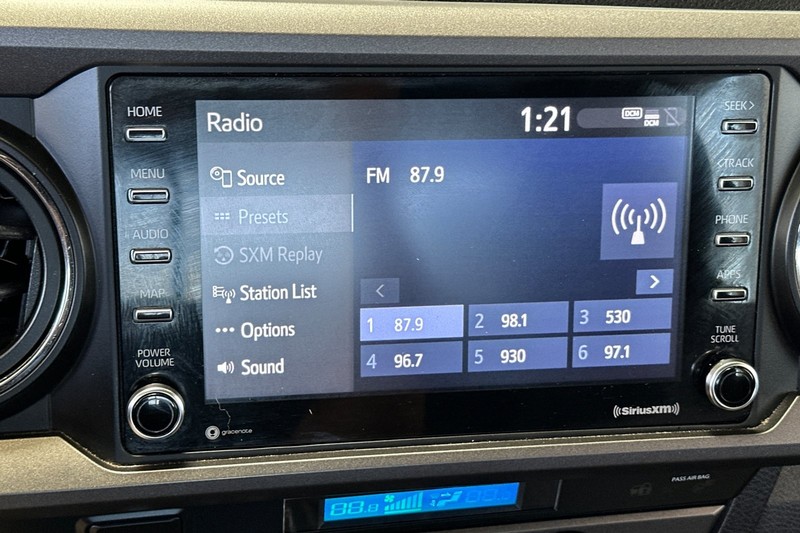 HOME
MENU
AUDIO
MAP
POWER
VOLUME
Radio
1:21
DCM
DCM
Source
Presets
SXM Replay
Station List
Options
Sound
FM 87.9
1 87.9
2 98.1
3 530
4 96.7
5 930
6 97.1
SEEK>
<TRACK
PHONE
APPS
TUNE
SCROLL
gracenote
((SiriusXM))
PASS AIR BAG